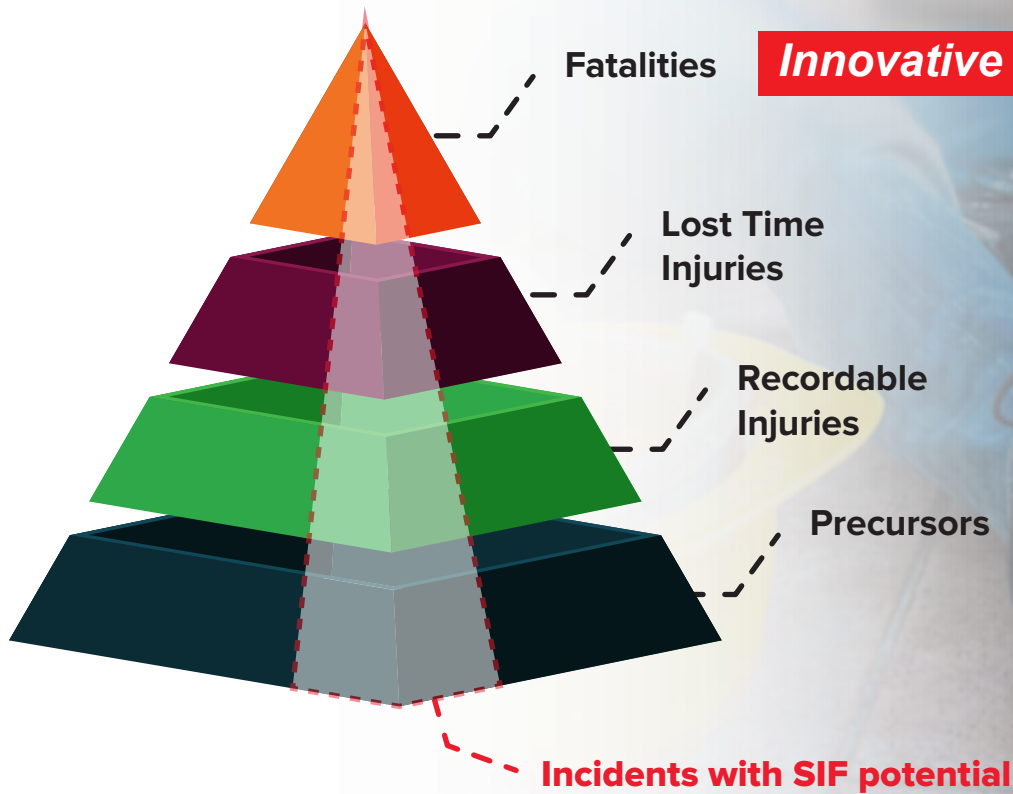 Fatalities
Innovative
Lost Time
Injuries
Recordable
Injuries
Precursors
Incidents with SIF potential